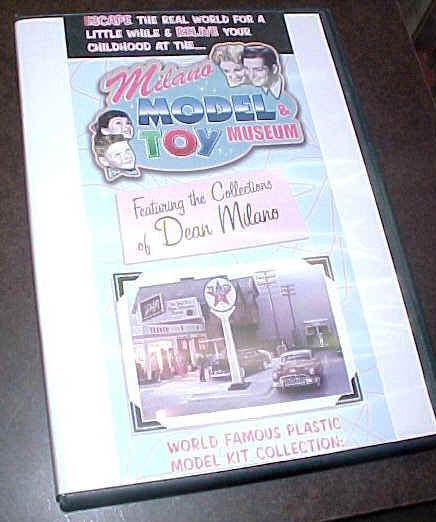 ESCAPE THE REAL WORLD FOR A
LITTLE WHILE & RELIVE YOUR
CHILDHOOD AT THE...
Milano
MODEL &
TOY MUSEUM
Featuring the Collections
of Dean Milano
WORLD FAMOUS PLASTIC
MODEL KIT COLLECTION: